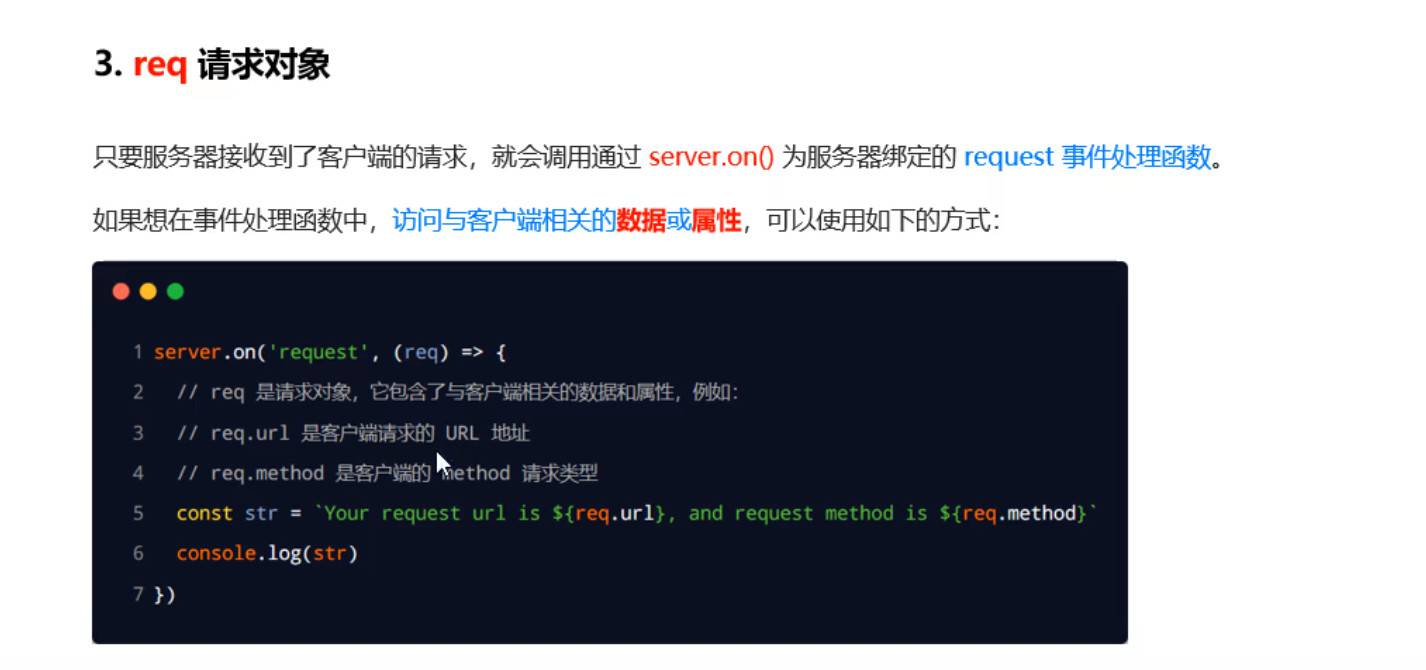 3. req 请求对象
只要服务器接收到了客户端的请求，就会调用通过 server.on() 为服务器绑定的 request 事件处理函数。
如果想在事件处理函数中，访问与客户端相关的数据或属性，可以使用如下的方式：
1 server.on('request', (req) => {
2   // req 是请求对象，它包含了与客户端相关的数据和属性，例如：
3   // req.url 是客户端请求的 URL 地址
4   // req.method 是客户端的 method 请求类型
5   const str = `Your request url is ${req.url}, and request method is ${req.method}`
6   console.log(str)
7 })